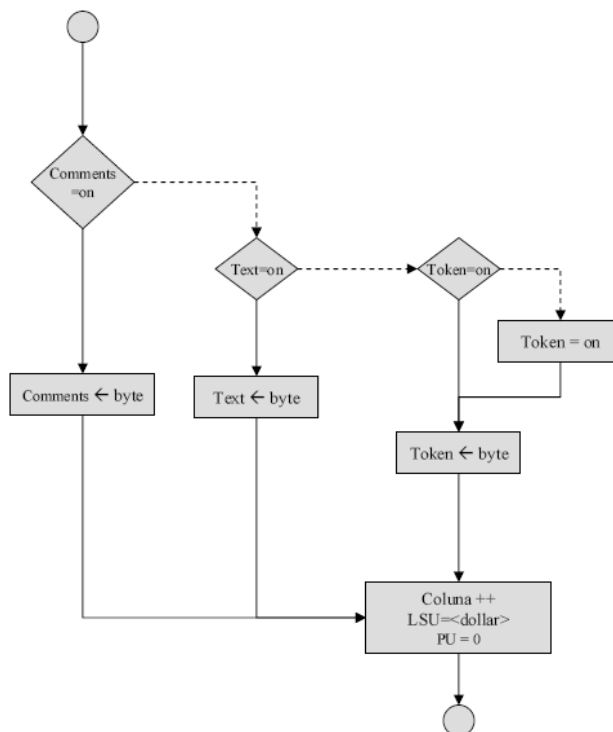 Comments
=on
Text=on
Token=on
Token = on
Comments ← byte
Text ← byte
Token ← byte
Coluna ++
LSU=<dollar>
PU = 0